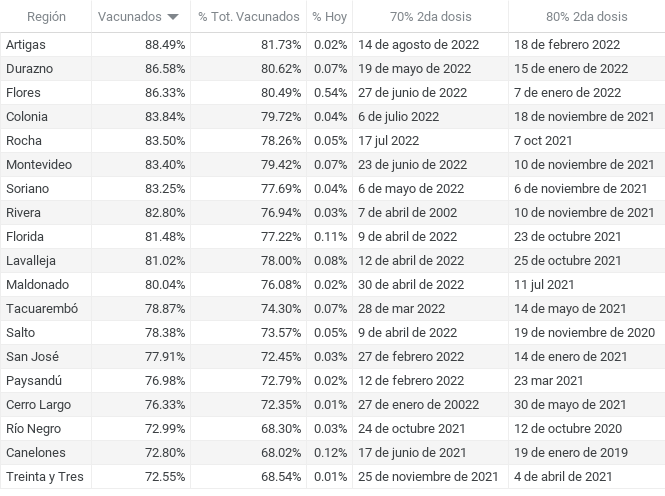 Región Vacunados % Tot. Vacunados % Hoy 70% 2da dosis 80% 2da dosis
Artigas 88.49% 81.73% 0.02% 14 de agosto de 2022 18 de febrero 2022
Durazno 86.58% 80.62% 0.07% 19 de mayo de 2022 15 de enero de 2022
Flores 86.33% 80.49% 0.54% 27 de junio de 2022 7 de enero de 2022
Colonia 83.84% 79.72% 0.04% 6 de julio 2022 18 de noviembre de 2021
Rocha 83.50% 78.26% 0.05% 17 jul 2022 7 oct 2021
Montevideo 83.40% 79.42% 0.07% 23 de junio de 2022 10 de noviembre de 2021
Soriano 83.25% 77.69% 0.04% 6 de mayo de 2022 6 de noviembre de 2021
Rivera 82.80% 76.94% 0.03% 7 de abril de 2002 10 de noviembre de 2021
Florida 81.48% 77.22% 0.11% 9 de abril de 2022 23 de octubre 2021
Lavalleja 81.02% 78.00% 0.08% 12 de abril de 2022 25 de octubre 2021
Maldonado 80.04% 76.08% 0.02% 30 de abril de 2022 11 jul 2021
Tacuarembó 78.87% 74.30% 0.07% 28 de mar 2022 14 de mayo de 2021
Salto 78.38% 73.57% 0.05% 9 de abril de 2022 19 de noviembre de 2020
San José 77.91% 72.45% 0.03% 27 de febrero de 2022 14 de enero de 2021
Paysandú 76.98% 72.79% 0.02% 12 de febrero de 2022 23 mar 2021
Cerro Largo 76.33% 72.35% 0.01% 27 de enero de 20022 30 de mayo de 2021
Río Negro 72.99% 68.30% 0.03% 24 de octubre de 2021 12 de octubre de 2020
Canelones 72.80% 68.02% 0.12% 17 de junio de 2021 19 de enero de 2019
Treinta y Tres 72.55% 68.54% 0.01% 25 de noviembre de 2021 4 de abril de 2021